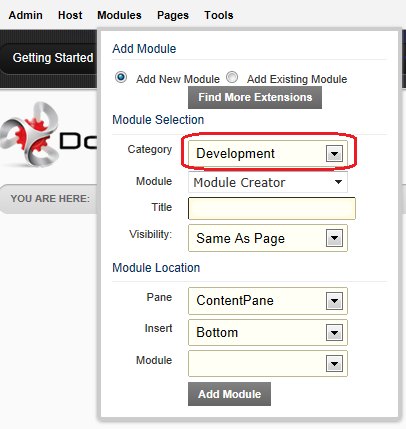 Admin Host Modules Pages Tools
Getting Started
Add Module
Add New Module Add Existing Module
Find More Extensions
Module Selection
Category Development
Module Module Creator
Title
Visibility: Same As Page
YOU ARE HERE:
Module Location
Pane ContentPane
Insert Bottom
Module
Add Module